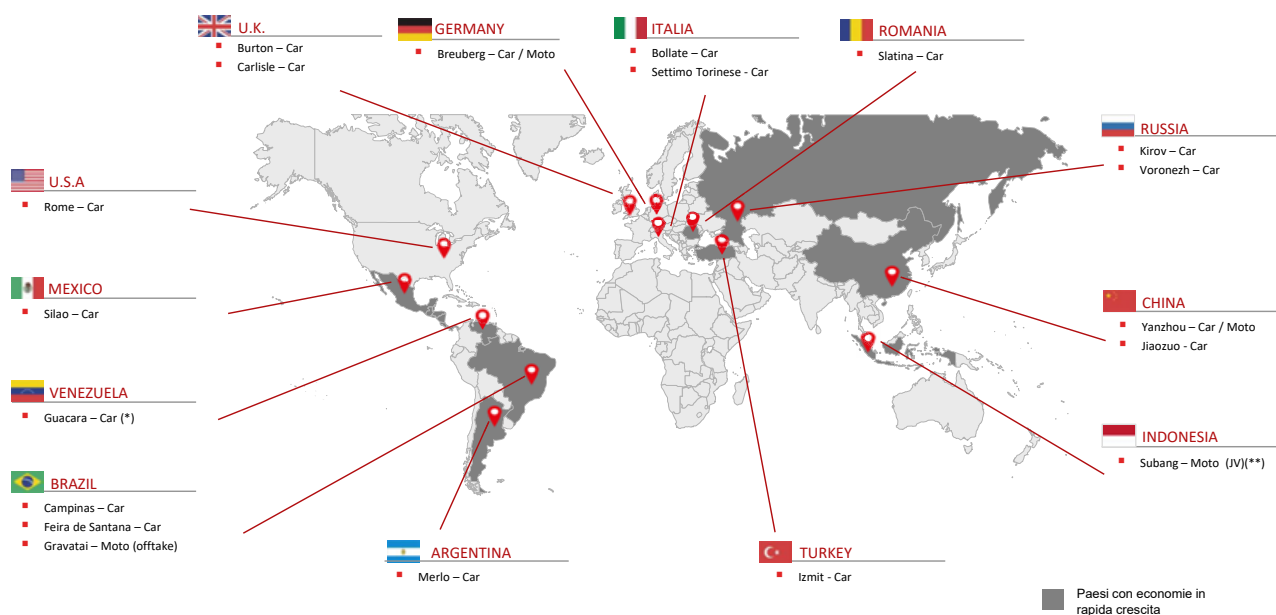 U.K.
Burton – Car
Carlisle – Car
GERMANY
Breuberg – Car / Moto
ITALIA
Bollate – Car
Settimo Torinese - Car
ROMANIA
Slatina – Car
RUSSIA
Kirov – Car
Voronezh – Car
U.S.A
Rome – Car
MEXICO
Silao – Car
CHINA
Yanzhou – Car / Moto
Jiaozuo - Car
VENEZUELA
Guacara – Car (*)
INDONESIA
Subang – Moto (JV)(**)
BRAZIL
Campinas – Car
Feira de Santana – Car
Gravatai – Moto (offtake)
ARGENTINA
Merlo – Car
TURKEY
Izmit - Car
Paesi con economie in
rapida crescita